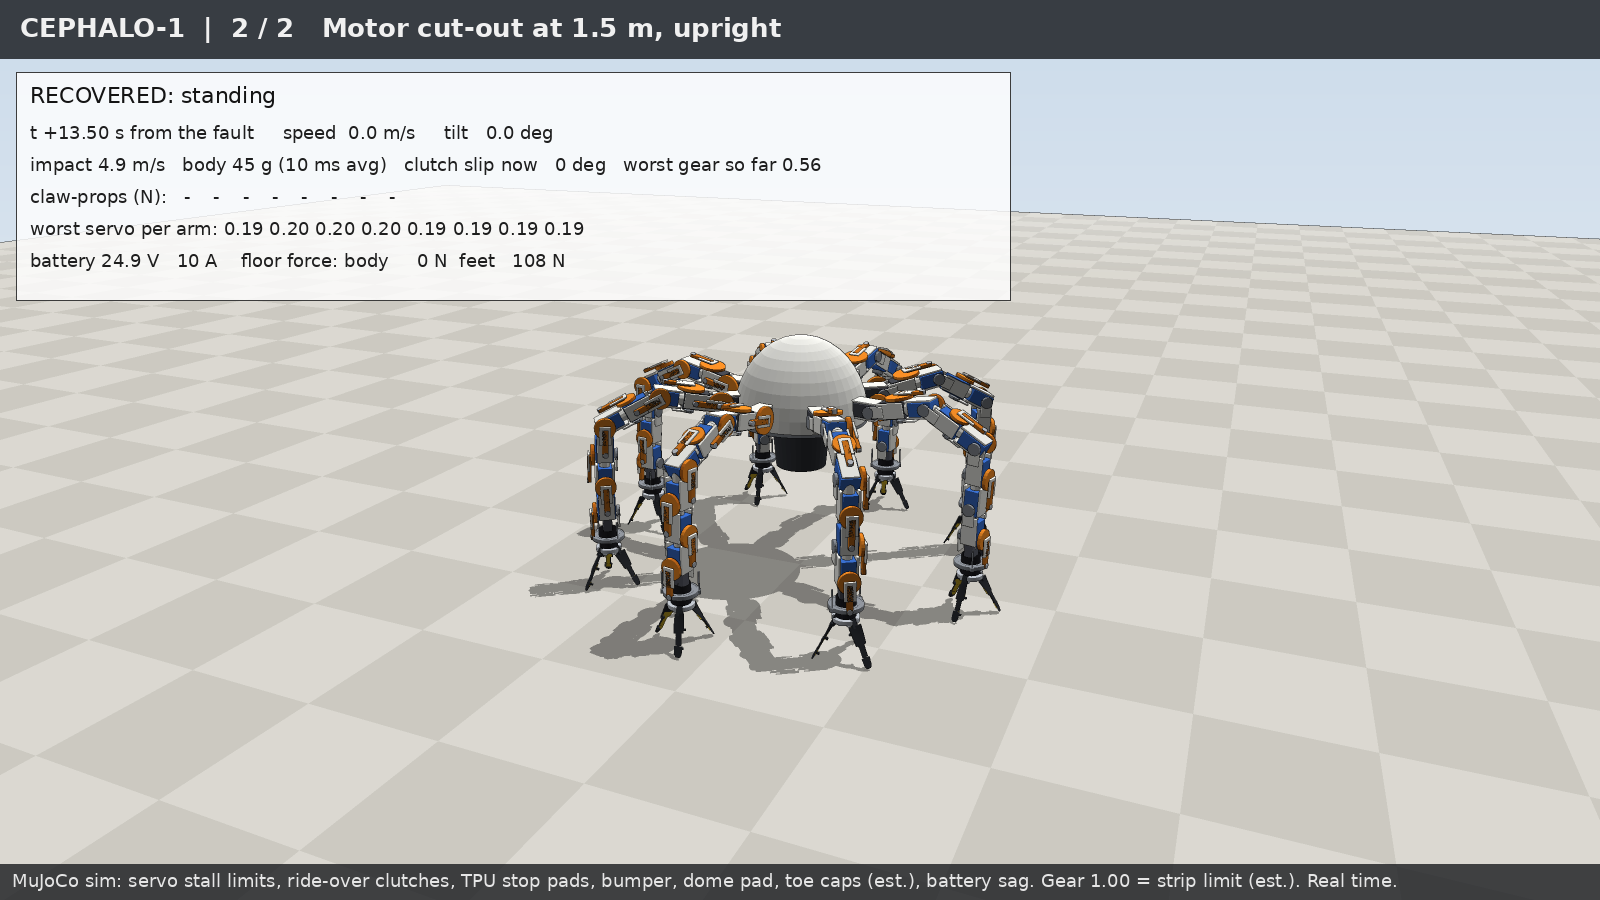 CEPHALO-1 | 2 / 2 Motor cut-out at 1.5 m, upright
RECOVERED: standing
t +13.50 s from the fault speed 0.0 m/s tilt 0.0 deg
impact 4.9 m/s body 45 g (10 ms avg) clutch slip now 0 deg worst gear so far 0.56
claw-props (N): - - - - - - - -
worst servo per arm: 0.19 0.20 0.20 0.20 0.19 0.19 0.19 0.19
battery 24.9 V 10 A floor force: body 0 N feet 108 N
MuJoCo sim: servo stall limits, ride-over clutches, TPU stop pads, bumper, dome pad, toe caps (est.), battery sag. Gear 1.00 = strip limit (est.). Real time.